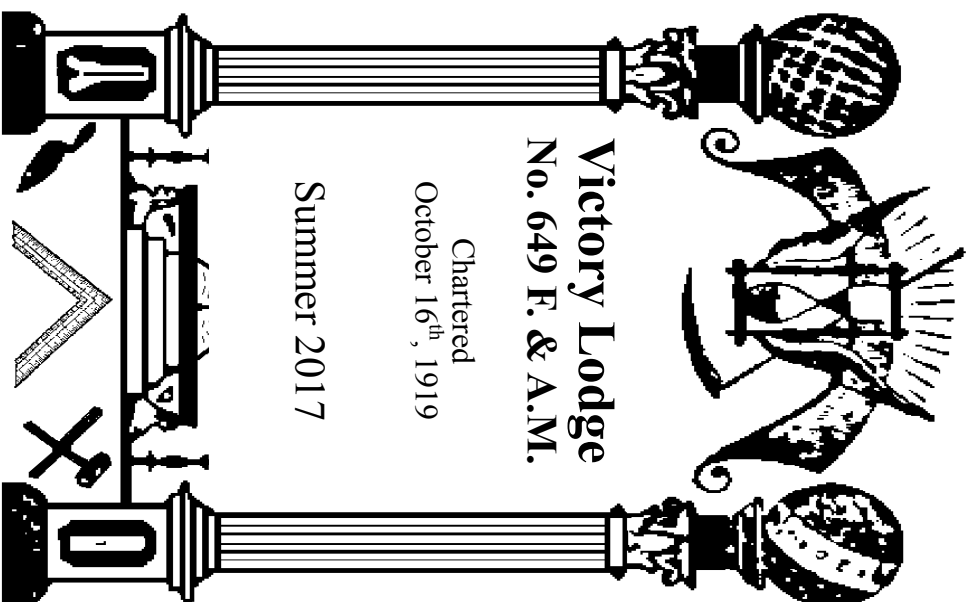 Victory Lodge
No. 649 F. & A.M.
Chartered
October 16th, 1919
Summer 2017